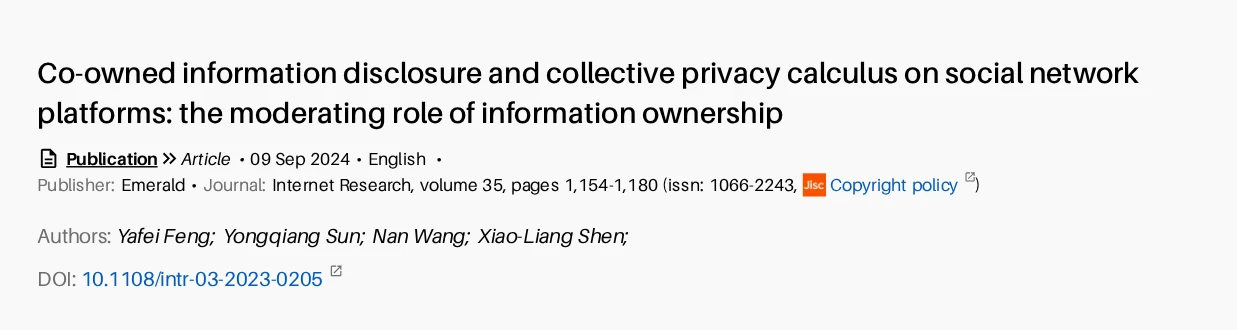 Co-owned information disclosure and collective privacy calculus on social network
platforms: the moderating role of information ownership
Publication Article • 09 Sep 2024 • English •
Publisher: Emerald • Journal: Internet Research, volume 35, pages 1,154-1,180 (issn: 1066-2243, Jisc Copyright policy )
Authors: Yafei Feng; Yongqiang Sun; Nan Wang; Xiao-Liang Shen;
DOI: 10.1108/intr-03-2023-0205